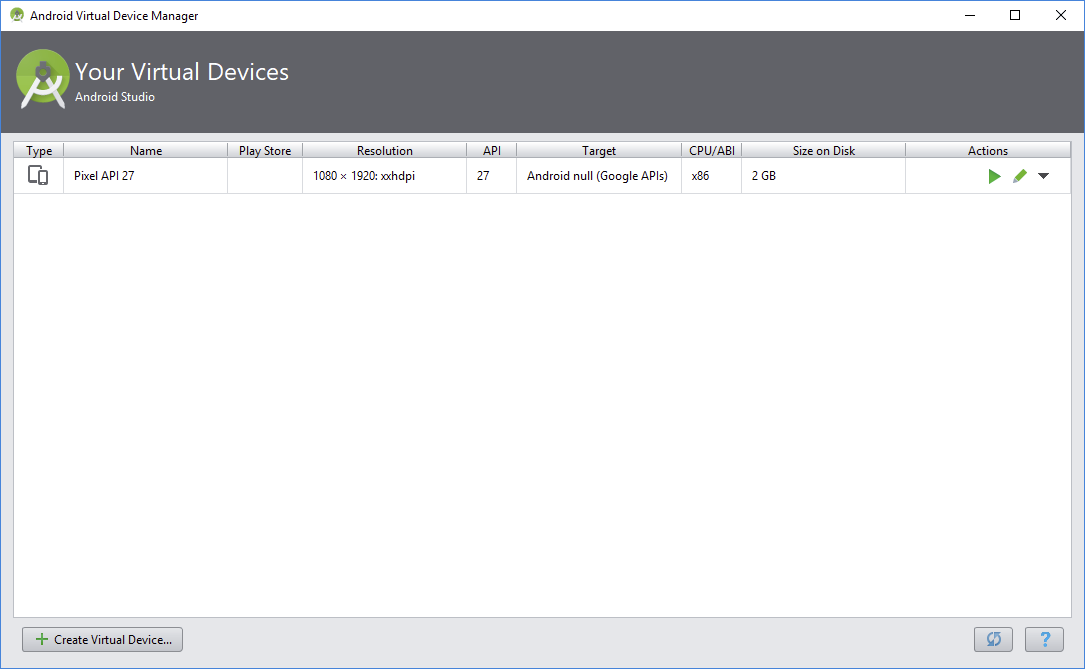 Android Virtual Device Manager
Your Virtual Devices
Android Studio
Type Name Play Store Resolution API Target CPU/ABI Size on Disk Actions
Pixel API 27 1080 × 1920: xxhdpi 27 Android null (Google APIs) x86 2 GB
Create Virtual Device... ?